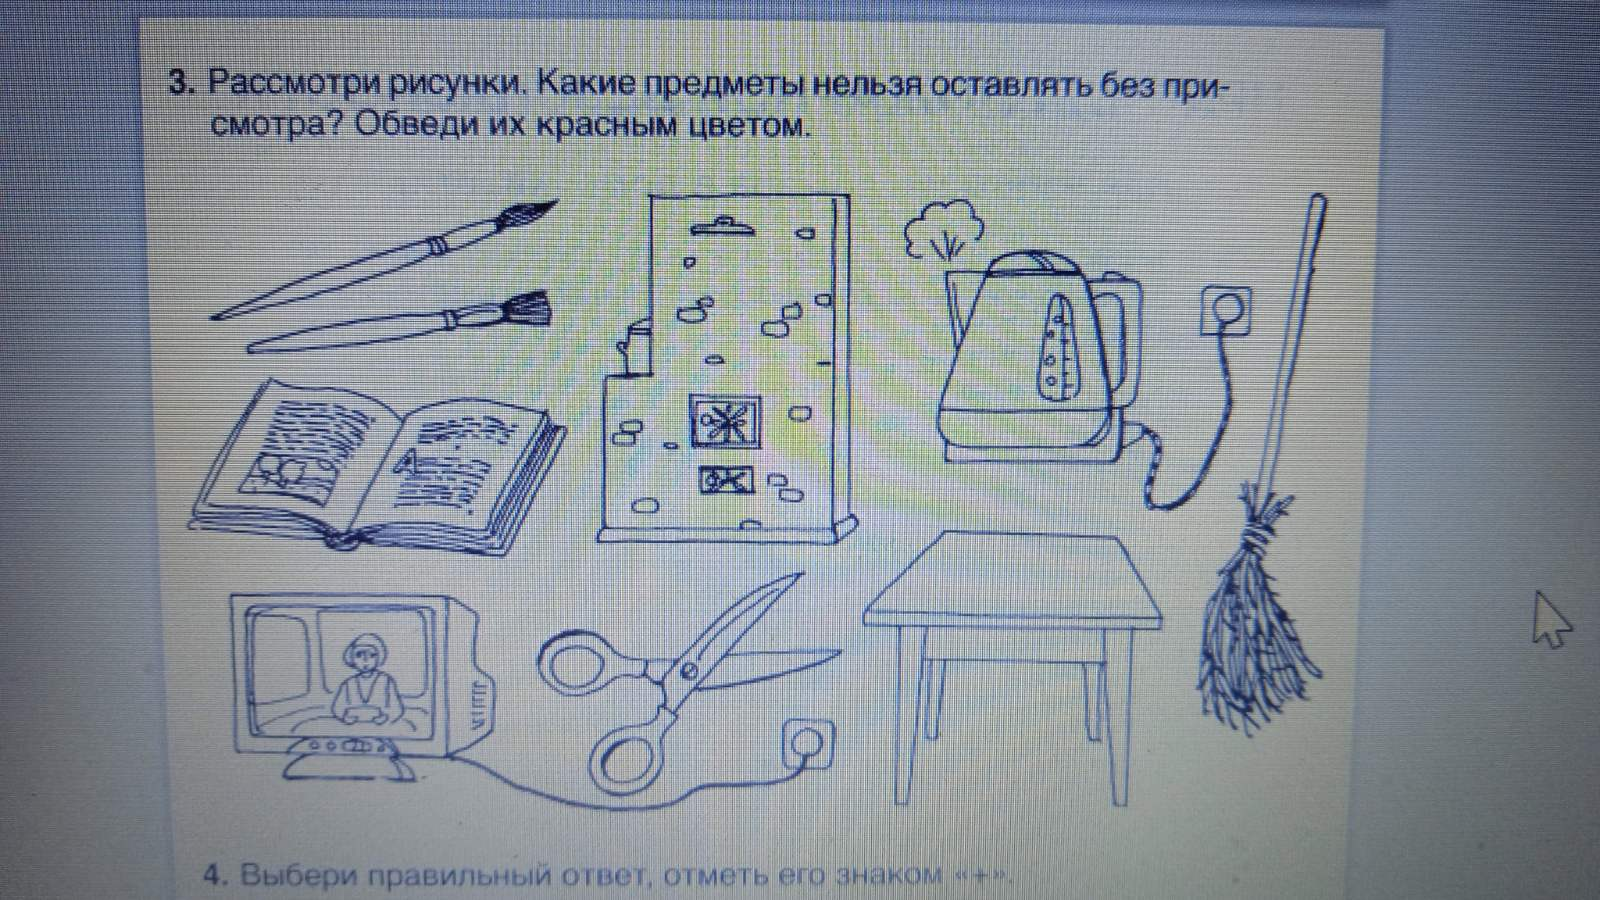 3. Рассмотри рисунки. Какие предметы нельзя оставлять без при-
смотра? Обведи их красным цветом.
А
4. Выбери правильный ответ, отметь его знаком «+».